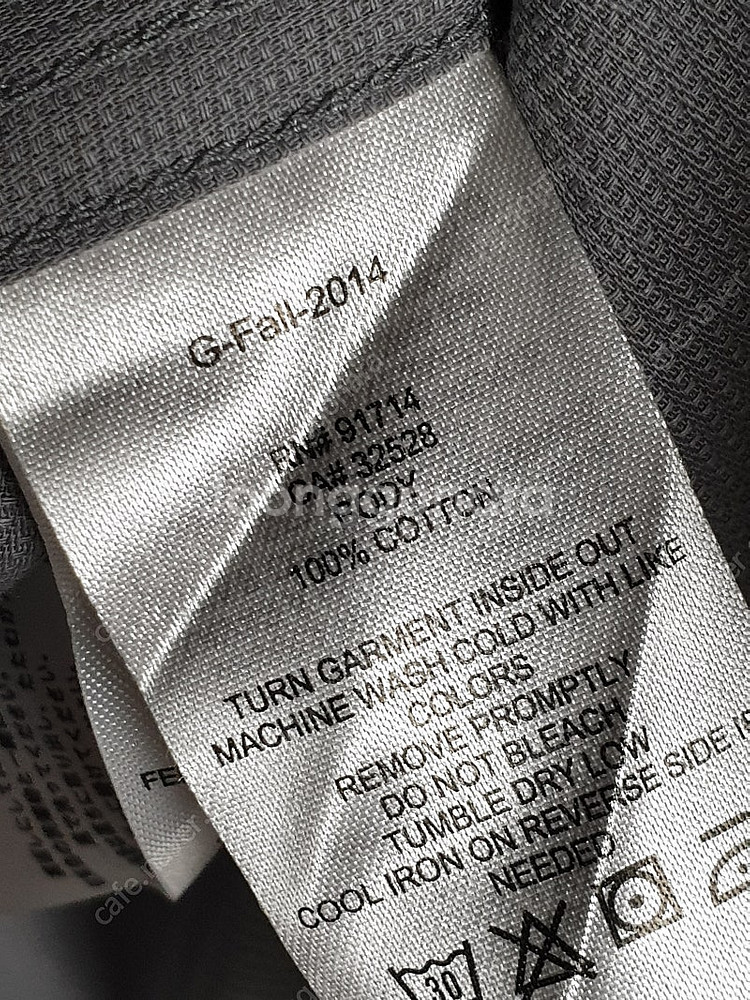 G-Fall-2014
RN# 91714
CA# 32528
BODY
100% COTTON
TURN GARMENT INSIDE OUT
MACHINE WASH COLD WITH LIKE
COLORS
REMOVE PROMPTLY
DO NOT BLEACH
TUMBLE DRY LOW
COOL IRON ON REVERSE SIDE
NEEDED
30
FE